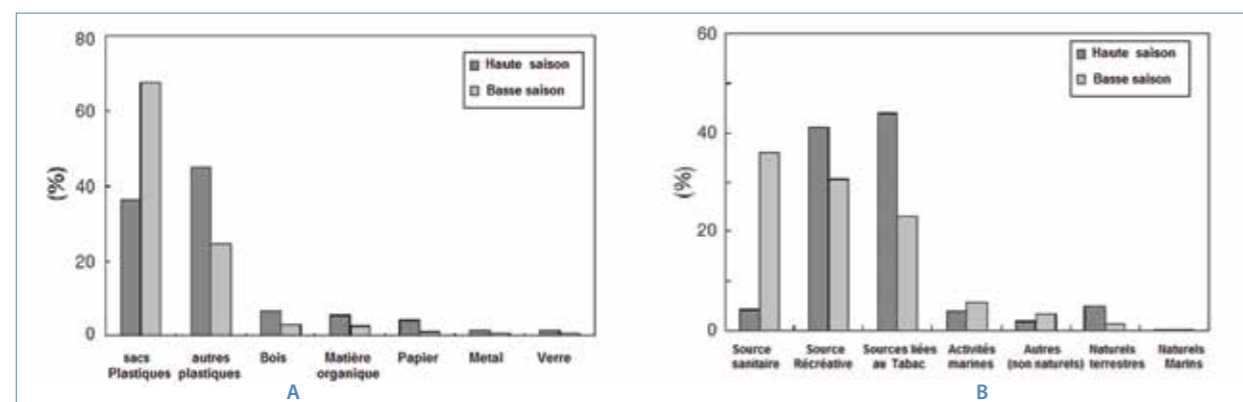 80
60
40
20
0
(%)
Haute saison
Basse saison
sacs
Plastiques
autres
plastiques
Bois
Matière
organique
Papier
Metal
Verre
A
60
40
20
0
(%)
Haute saison
Basse saison
Source
sanitaire
Source
Récréative
Sources liées
au Tabac
Activités
marines
Autres
(non naturels)
Naturels
terrestres
Naturels
Marins
B